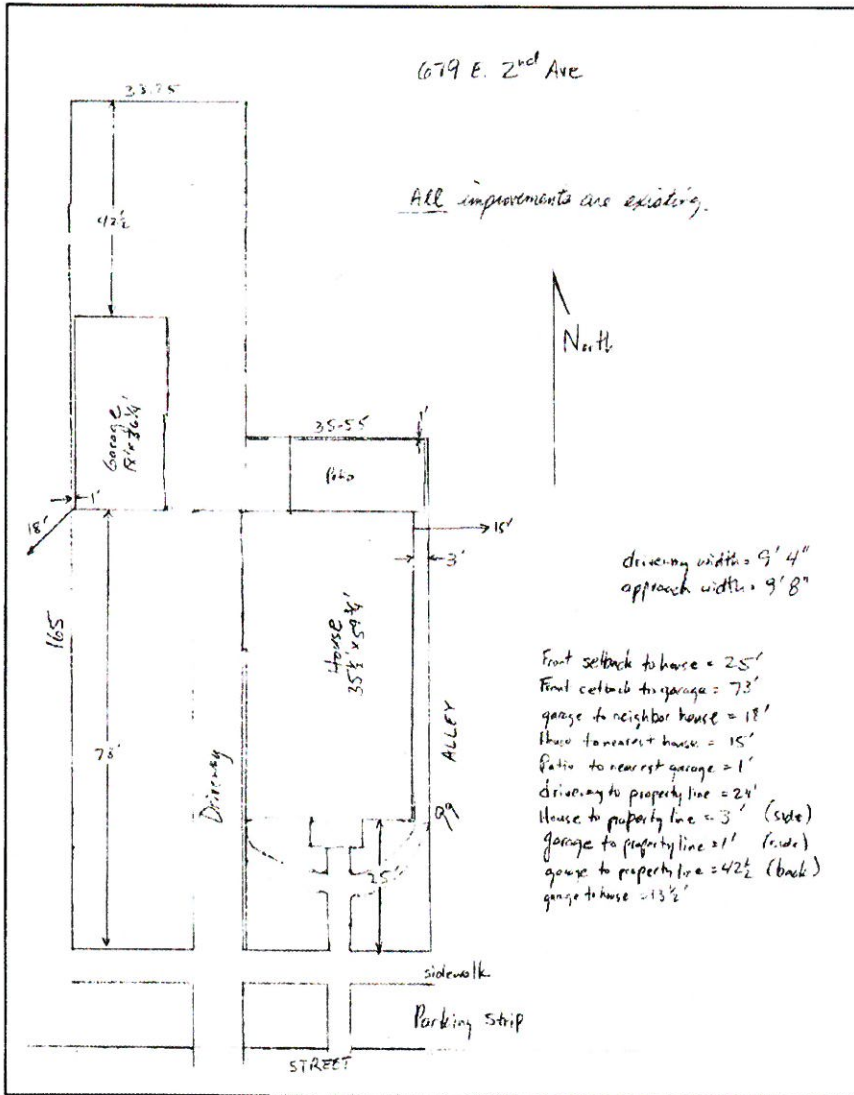 679 E. 2nd Ave
33.75
All improvements are existing.
42½
North
Garage
18' x 36¼'
35-55
1'
Patio
1'
18'
15'
3'
driveway width = 9' 4"
approach width = 9' 8"
165
House
35½' x 59¾'
Front setback to house = 25'
Front setback to garage = 73'
garage to neighbor house = 18'
House to nearest house = 15'
Patio to nearest garage = 1'
driveway to property line = 24'
House to property line = 3' (side)
garage to property line = 1' (side)
garage to property line = 42½ (back)
garage to house = 13½'
73'
Driveway
ALLEY
99
25'
sidewalk
Parking Strip
STREET